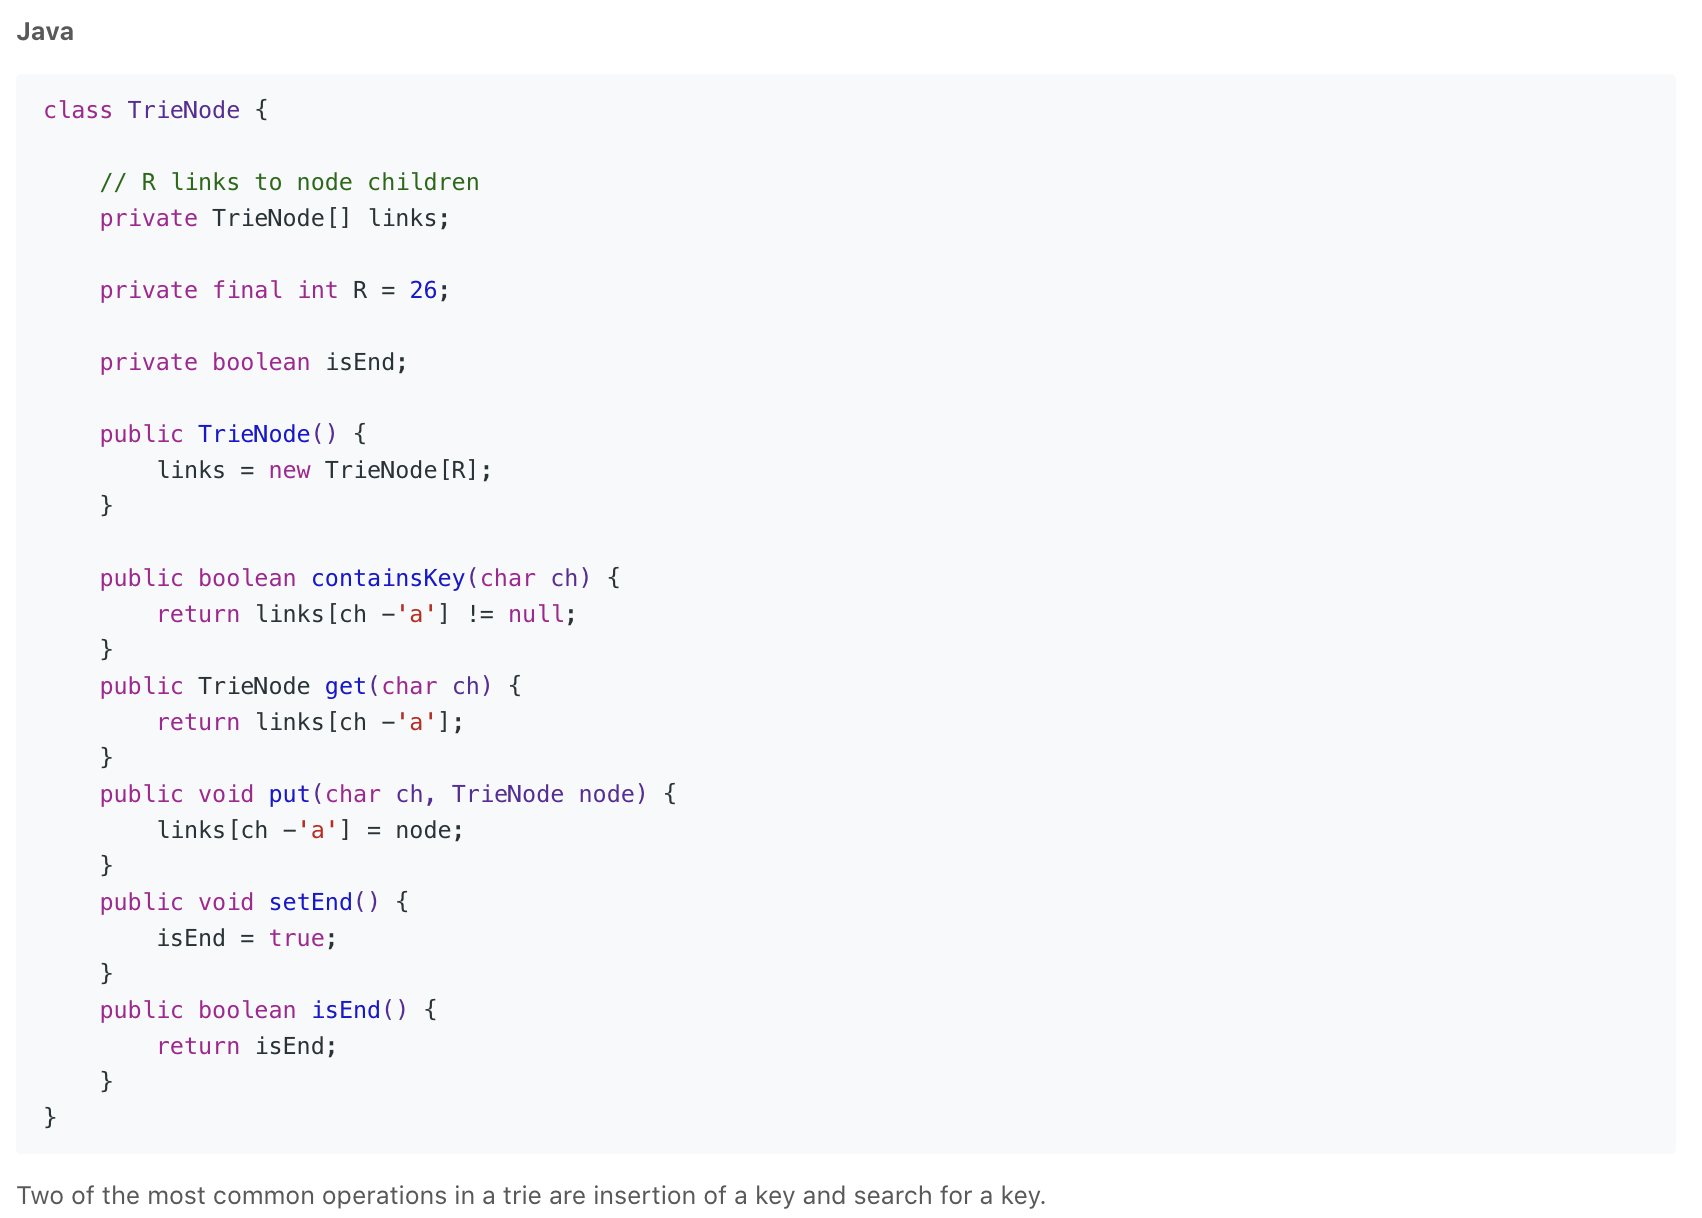 Java
class TrieNode {
    // R links to node children
    private TrieNode[] links;
    private final int R = 26;
    private boolean isEnd;
    public TrieNode() {
        links = new TrieNode[R];
    }
    public boolean containsKey(char ch) {
        return links[ch -'a'] != null;
    }
    public TrieNode get(char ch) {
        return links[ch -'a'];
    }
    public void put(char ch, TrieNode node) {
        links[ch -'a'] = node;
    }
    public void setEnd() {
        isEnd = true;
    }
    public boolean isEnd() {
        return isEnd;
    }
}
Two of the most common operations in a trie are insertion of a key and search for a key.